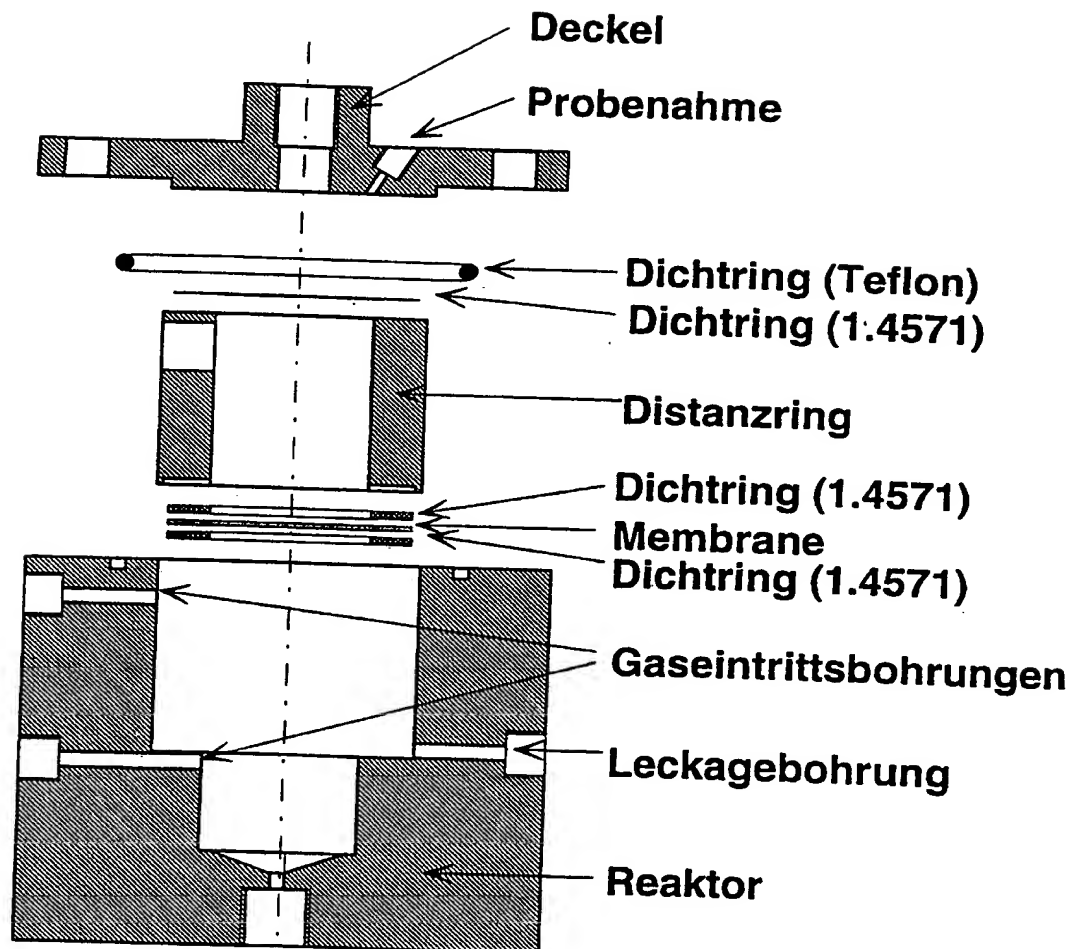 Deckel
Probenahme
Dichtring (Teflon)
Dichtring (1.4571)
Distanzring
Dichtring (1.4571)
Membrane
Dichtring (1.4571)
Gaseintrittsbohrungen
Leckagebohrung
Reaktor